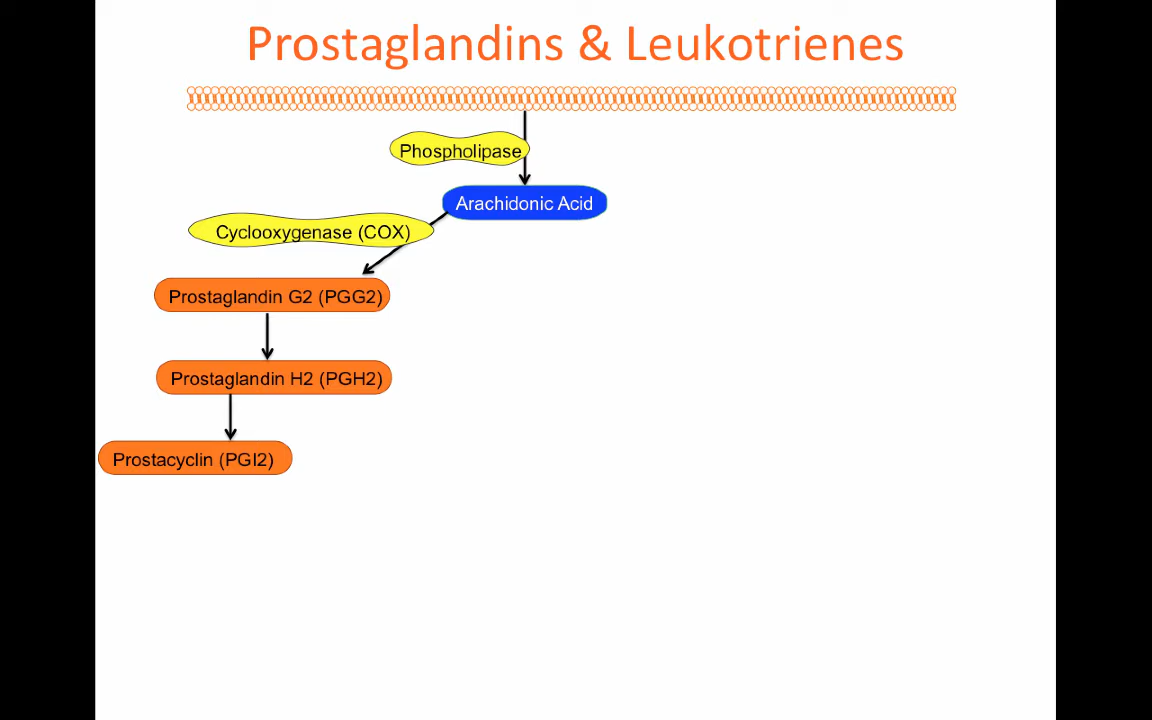 Prostaglandins & Leukotrienes
Phospholipase
Arachidonic Acid
Cyclooxygenase (COX)
Prostaglandin G2 (PGG2)
Prostaglandin H2 (PGH2)
Prostacyclin (PGI2)